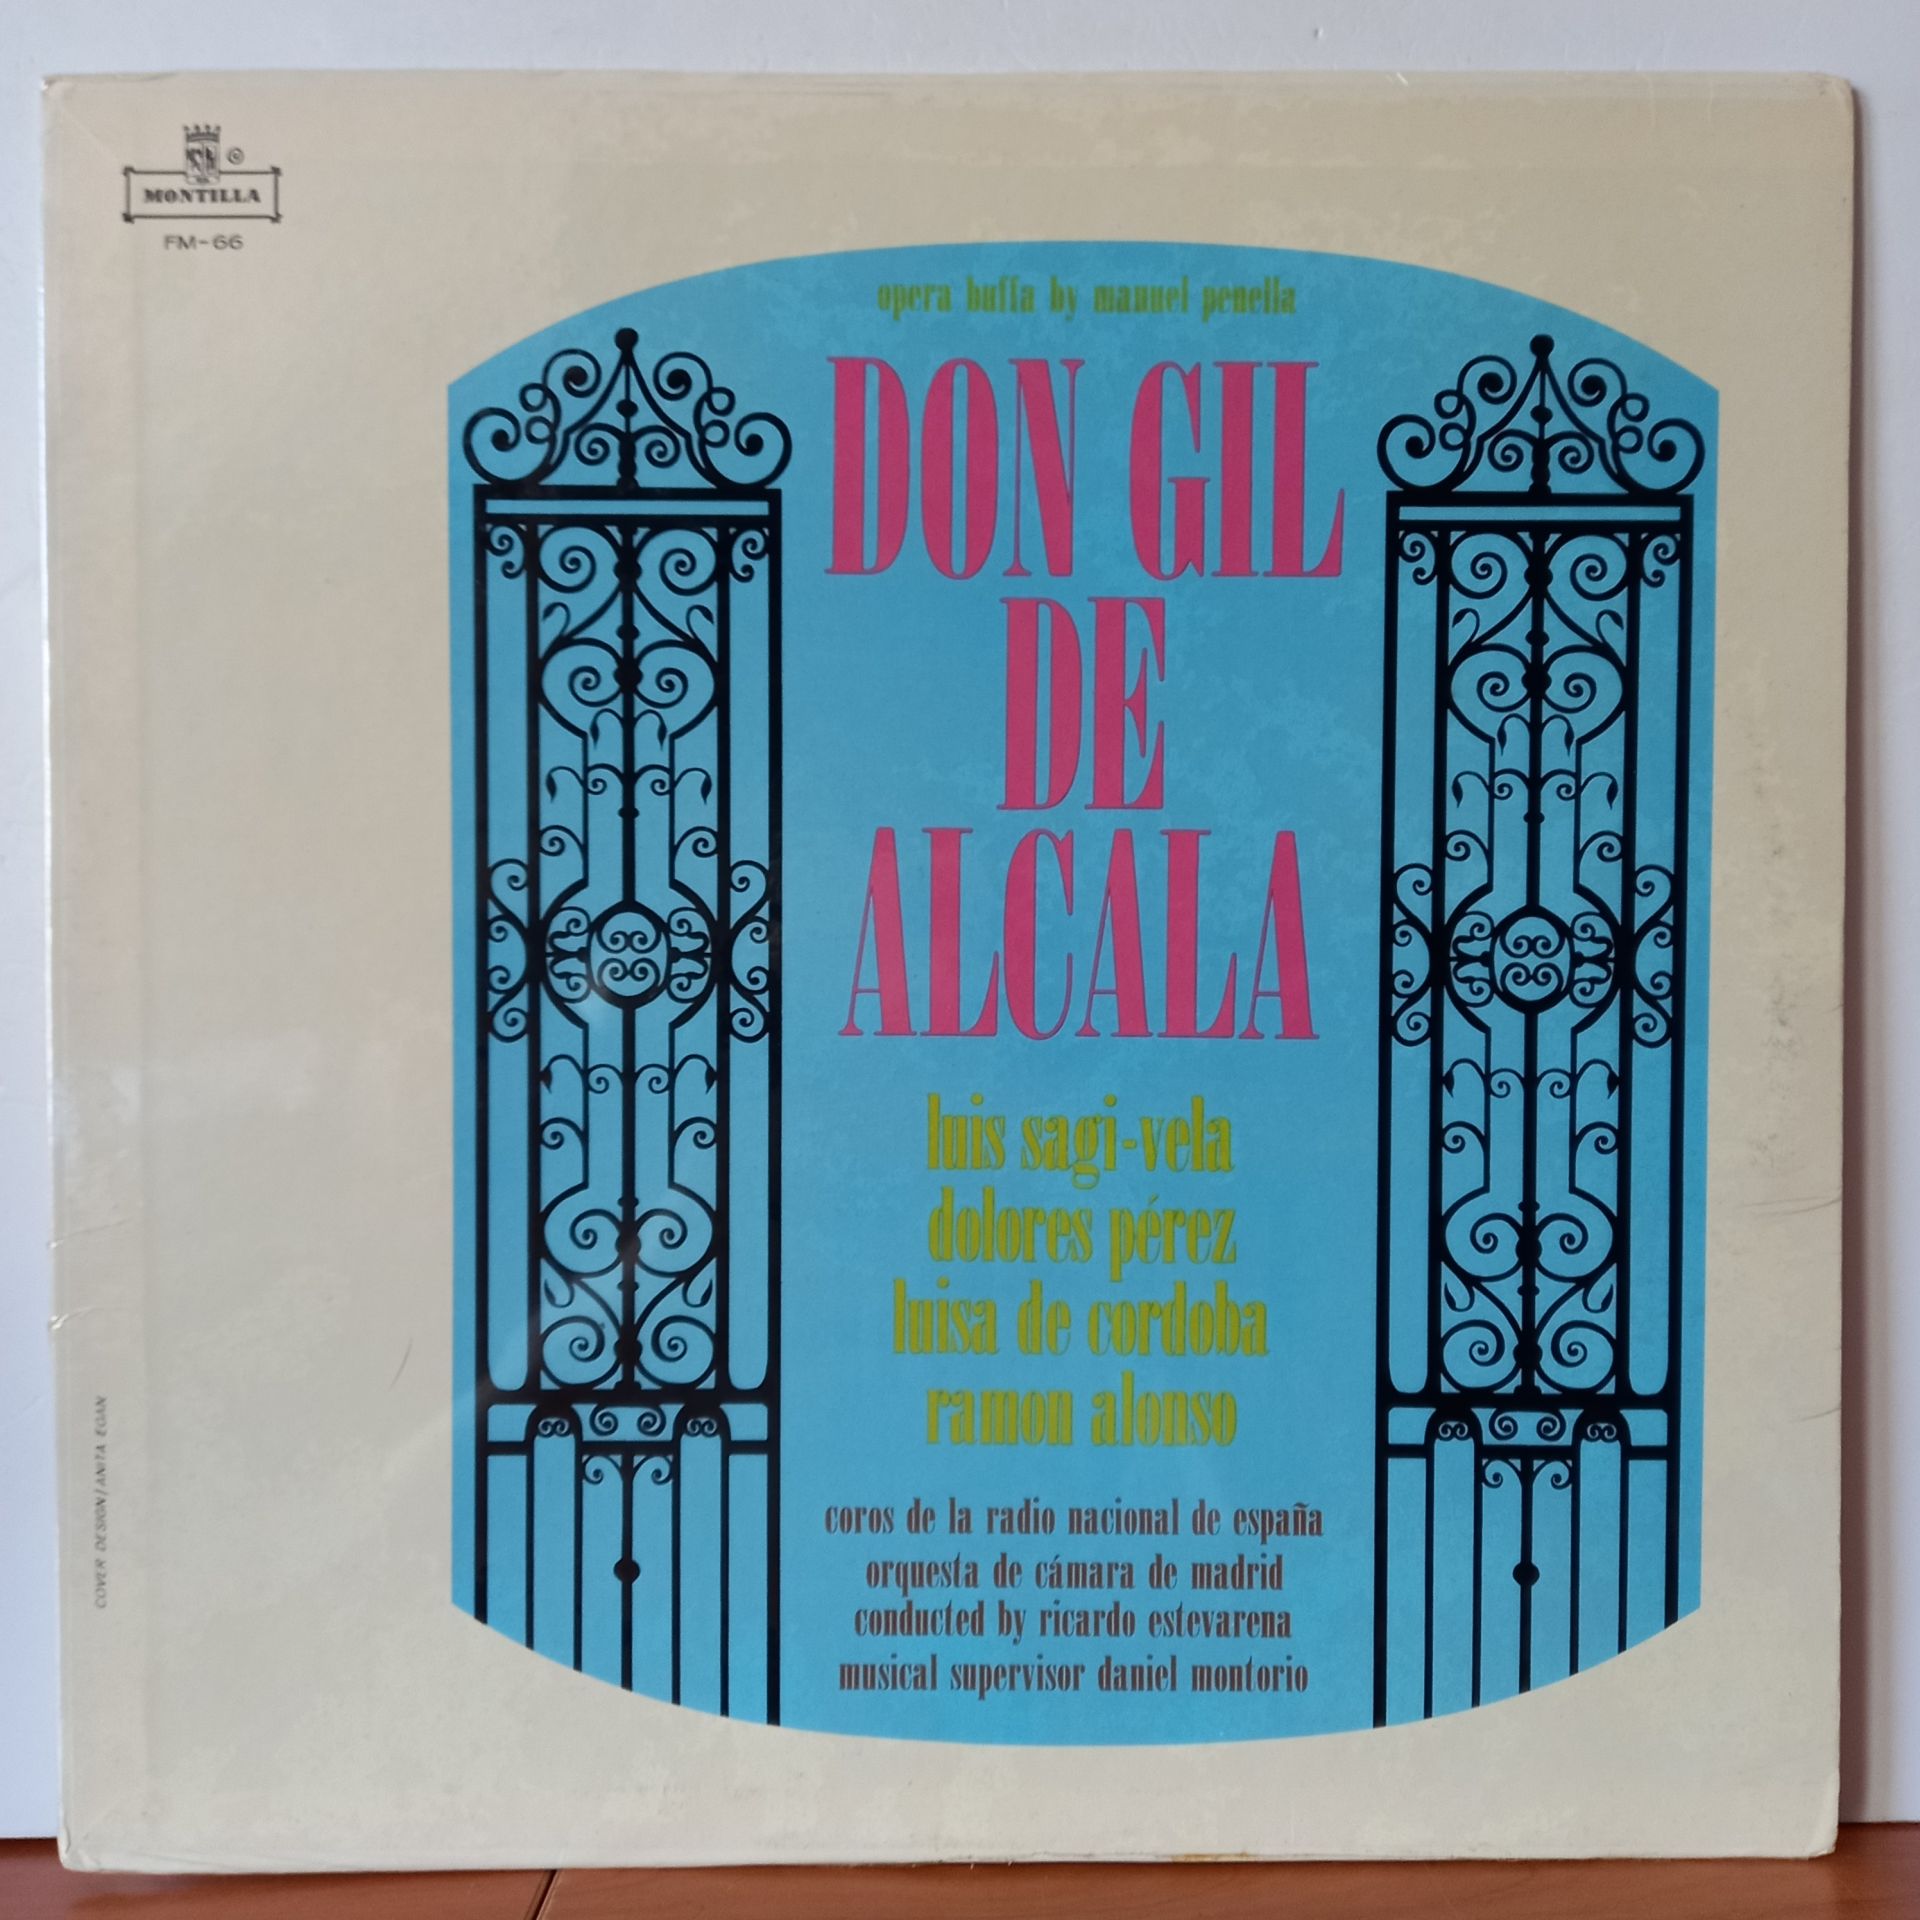 MONTILLA
FM-66
opera buffa by manuel penella
DON GIL
DE
ALCALA
luis sagi-vela
dolores pérez
luisa de cordoba
ramon alonso
coros de la radio nacional de españa
orquesta de cámara de madrid
conducted by ricardo estevarena
musical supervisor daniel montorio
COVER DESIGN/ANITA EGAN